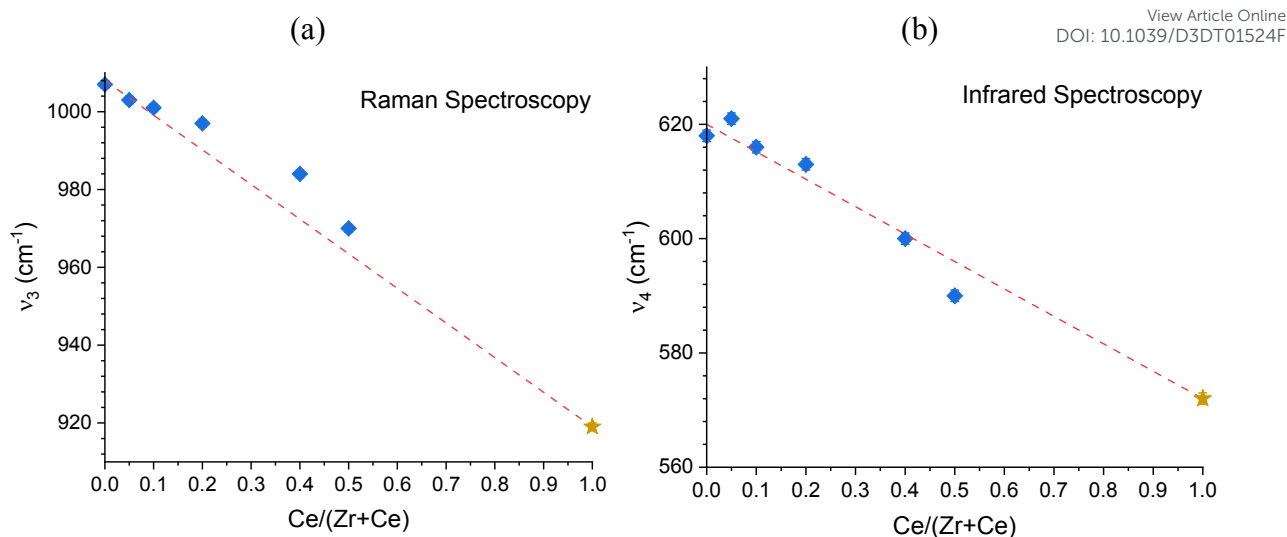 View Article Online
DOI: 10.1039/D3DT01524F
(a)
Raman Spectroscopy
1000
980
960
940
920
ν3 (cm-1)
0.0 0.1 0.2 0.3 0.4 0.5 0.6 0.7 0.8 0.9 1.0
Ce/(Zr+Ce)
(b)
Infrared Spectroscopy
620
600
580
560
ν4 (cm-1)
0.0 0.1 0.2 0.3 0.4 0.5 0.6 0.7 0.8 0.9 1.0
Ce/(Zr+Ce)